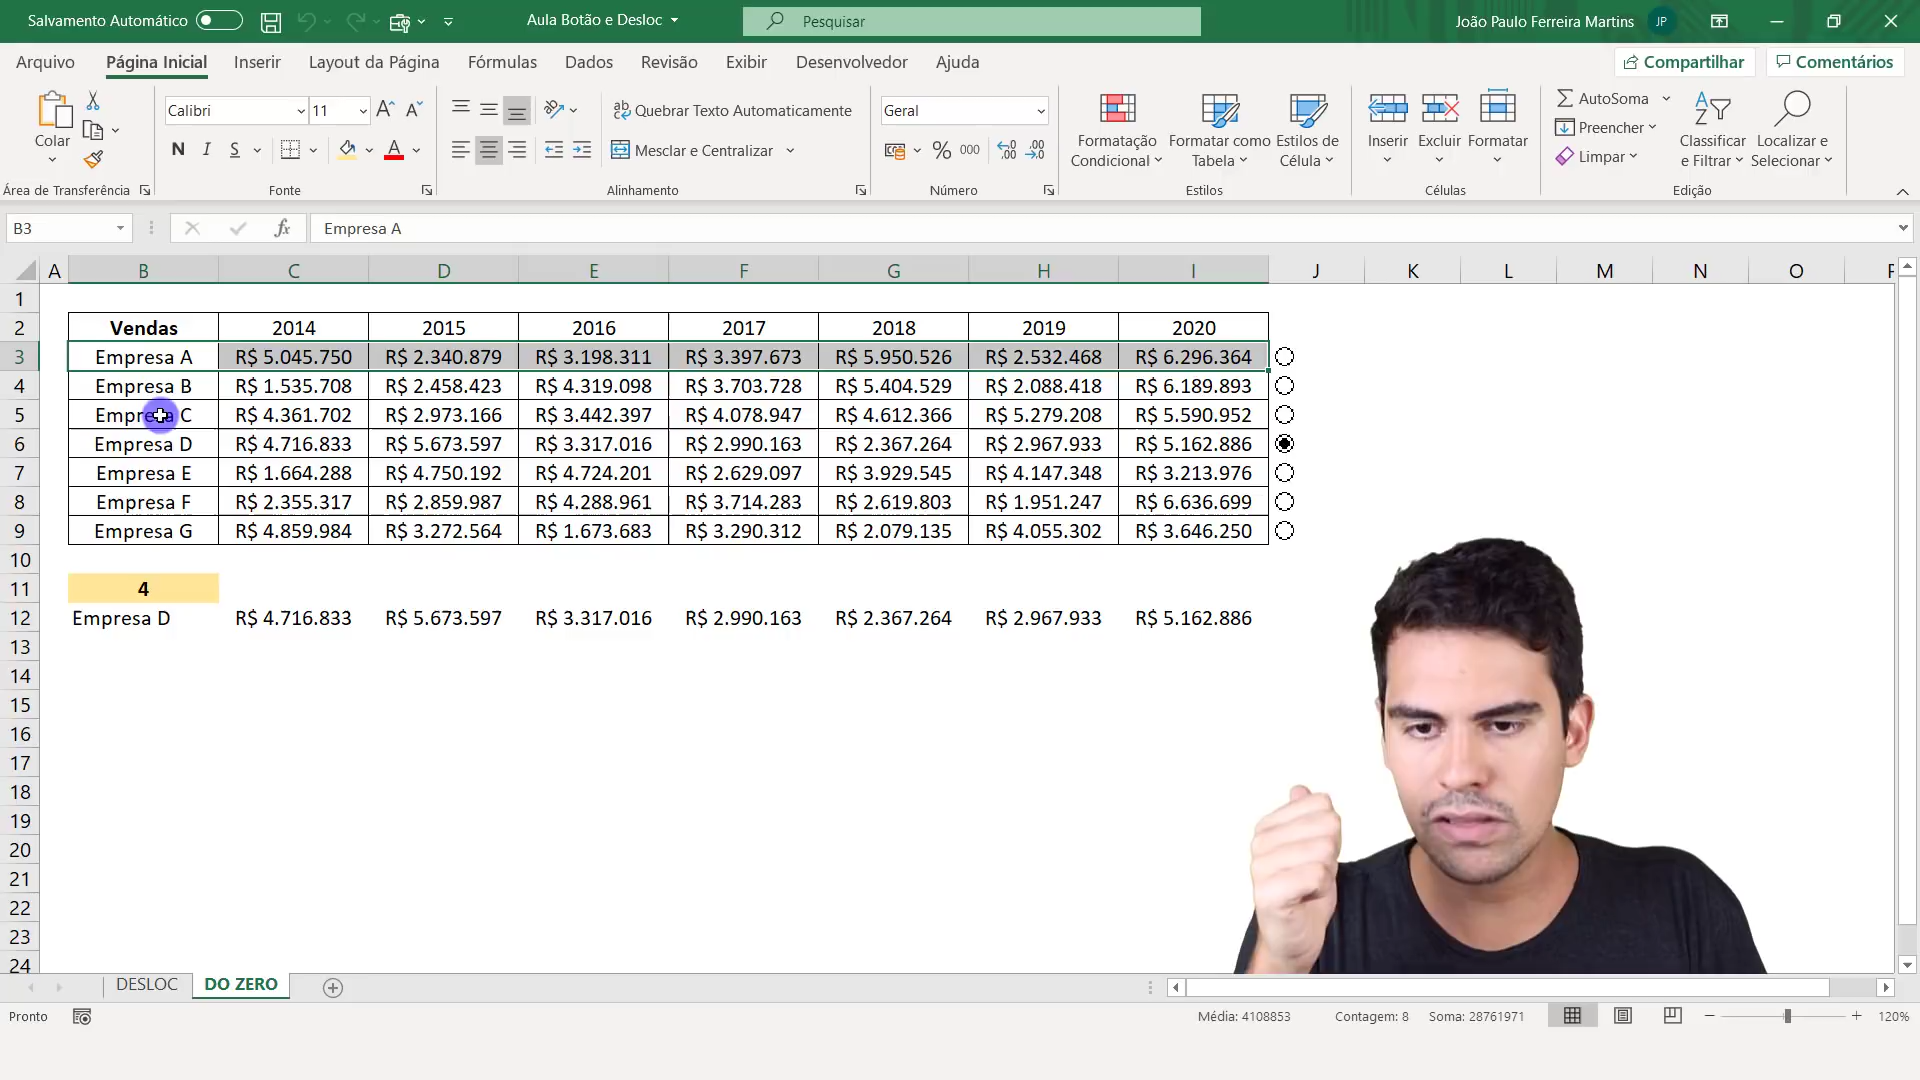 Salvamento Automático
Aula Botão e Desloc
Pesquisar
João Paulo Ferreira Martins
JP
Arquivo Página Inicial Inserir Layout da Página Fórmulas Dados Revisão Exibir Desenvolvedor Ajuda
Compartilhar
Comentários
Colar
Área de Transferência
Calibri
11
N I S
Fonte
Quebrar Texto Automaticamente
Mesclar e Centralizar
Alinhamento
Geral
% 000
Número
Formatação Condicional
Formatar como Tabela
Estilos de Célula
Estilos
Inserir
Excluir
Formatar
Células
AutoSoma
Preencher
Limpar
Classificar e Filtrar
Localizar e Selecionar
Edição
B3
fx
Empresa A
A B C D E F G H I J K L M N O
1
2 Vendas 2014 2015 2016 2017 2018 2019 2020
3 Empresa A R$ 5.045.750 R$ 2.340.879 R$ 3.198.311 R$ 3.397.673 R$ 5.950.526 R$ 2.532.468 R$ 6.296.364
4 Empresa B R$ 1.535.708 R$ 2.458.423 R$ 4.319.098 R$ 3.703.728 R$ 5.404.529 R$ 2.088.418 R$ 6.189.893
5 Empresa C R$ 4.361.702 R$ 2.973.166 R$ 3.442.397 R$ 4.078.947 R$ 4.612.366 R$ 5.279.208 R$ 5.590.952
6 Empresa D R$ 4.716.833 R$ 5.673.597 R$ 3.317.016 R$ 2.990.163 R$ 2.367.264 R$ 2.967.933 R$ 5.162.886
7 Empresa E R$ 1.664.288 R$ 4.750.192 R$ 4.724.201 R$ 2.629.097 R$ 3.929.545 R$ 4.147.348 R$ 3.213.976
8 Empresa F R$ 2.355.317 R$ 2.859.987 R$ 4.288.961 R$ 3.714.283 R$ 2.619.803 R$ 1.951.247 R$ 6.636.699
9 Empresa G R$ 4.859.984 R$ 3.272.564 R$ 1.673.683 R$ 3.290.312 R$ 2.079.135 R$ 4.055.302 R$ 3.646.250
10
11 4
12 Empresa D R$ 4.716.833 R$ 5.673.597 R$ 3.317.016 R$ 2.990.163 R$ 2.367.264 R$ 2.967.933 R$ 5.162.886
13
14
15
16
17
18
19
20
21
22
23
24
DESLOC DO ZERO
Pronto
Média: 4108853 Contagem: 8 Soma: 28761971
120%